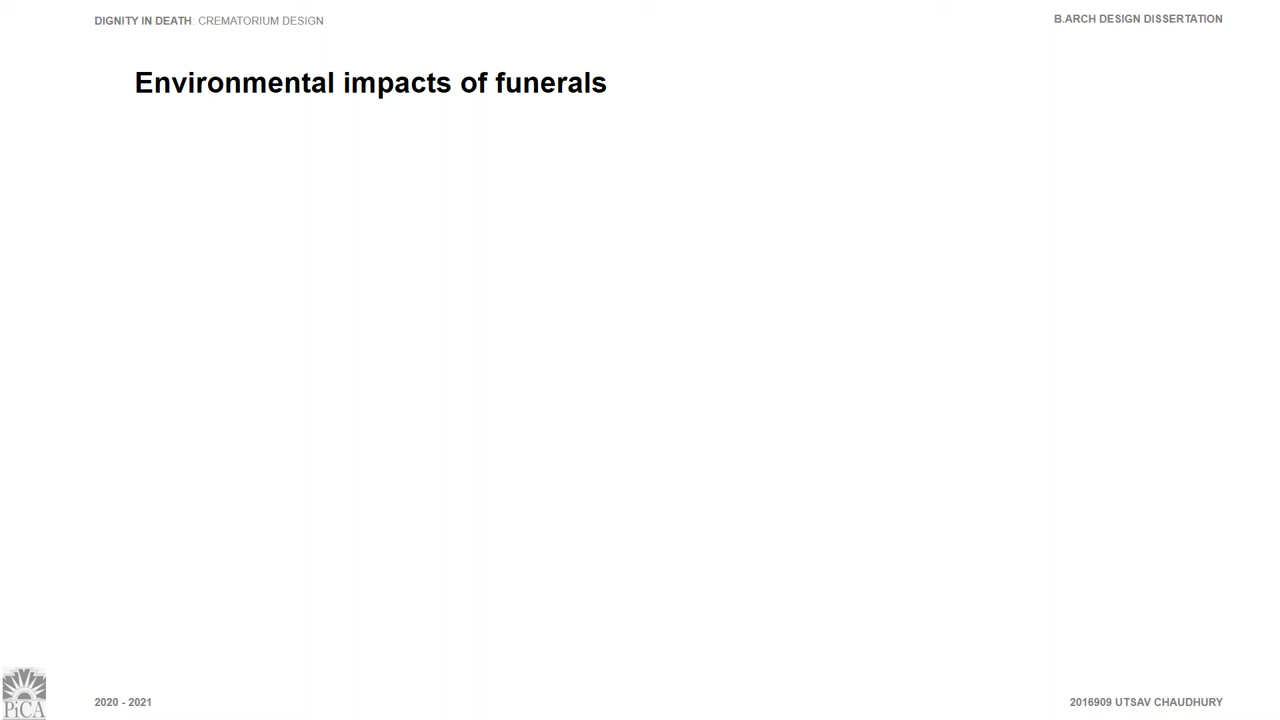 DIGNITY IN DEATH: CREMATORIUM DESIGN
B.ARCH DESIGN DISSERTATION
Environmental impacts of funerals
PiCA
2020 - 2021
2016909 UTSAV CHAUDHURY